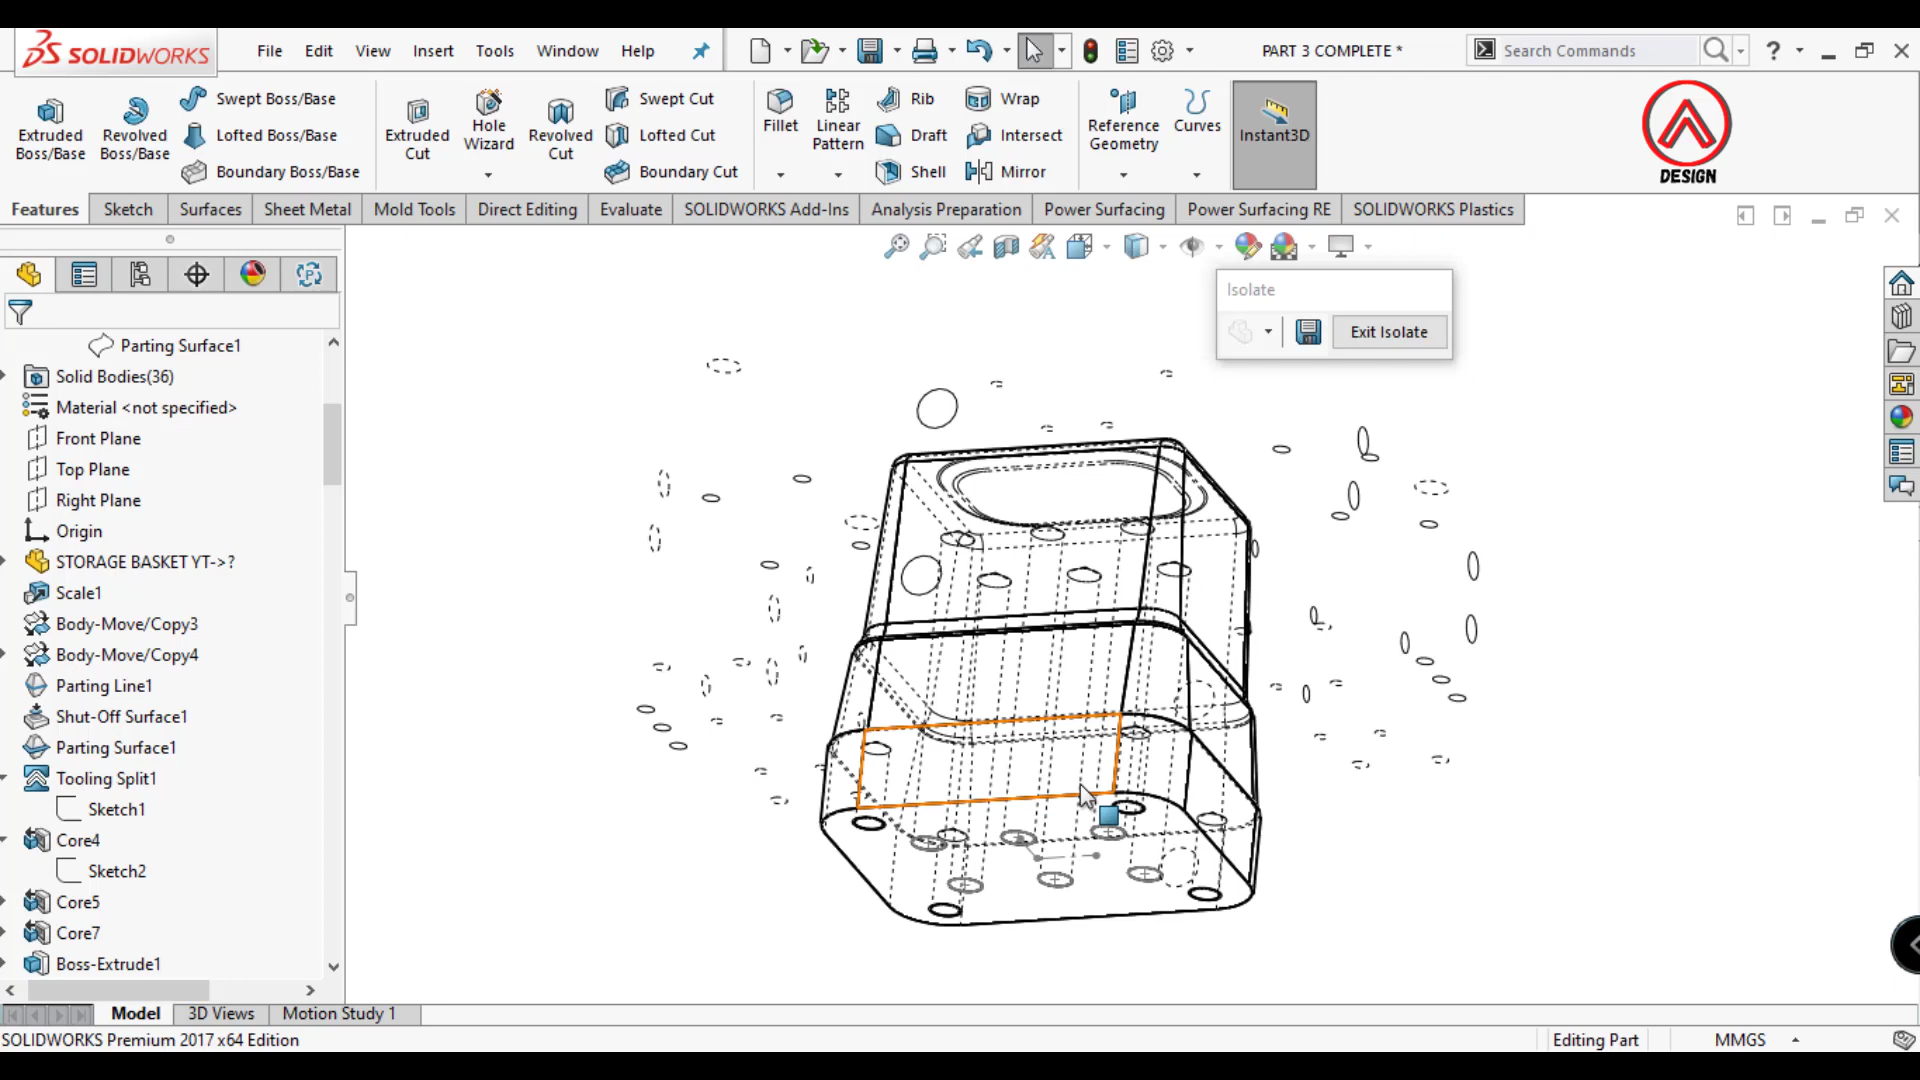 SOLIDWORKS File Edit View Insert Tools Window Help PART 3 COMPLETE * Search Commands ?
Extruded Boss/Base
Revolved Boss/Base
Swept Boss/Base
Lofted Boss/Base
Boundary Boss/Base
Extruded Cut
Hole Wizard
Revolved Cut
Swept Cut
Lofted Cut
Boundary Cut
Fillet
Linear Pattern
Rib
Draft
Shell
Wrap
Intersect
Mirror
Reference Geometry
Curves
Instant3D
DESIGN
Features Sketch Surfaces Sheet Metal Mold Tools Direct Editing Evaluate SOLIDWORKS Add-Ins Analysis Preparation Power Surfacing Power Surfacing RE SOLIDWORKS Plastics
Isolate
Exit Isolate
Parting Surface1
Solid Bodies(36)
Material <not specified>
Front Plane
Top Plane
Right Plane
Origin
STORAGE BASKET YT->?
Scale1
Body-Move/Copy3
Body-Move/Copy4
Parting Line1
Shut-Off Surface1
Parting Surface1
Tooling Split1
Sketch1
Core4
Sketch2
Core5
Core7
Boss-Extrude1
Model 3D Views Motion Study 1
SOLIDWORKS Premium 2017 x64 Edition Editing Part MMGS